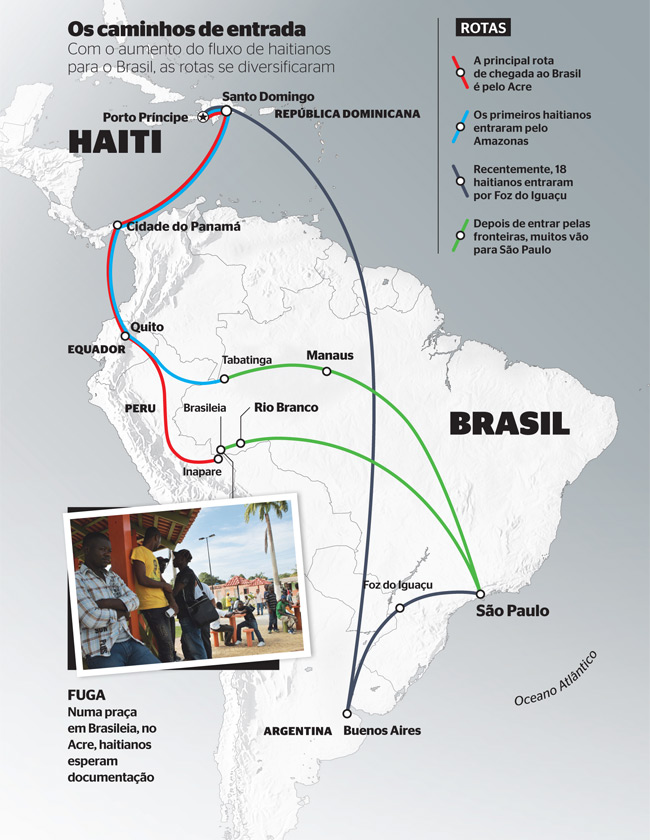 Os caminhos de entrada
Com o aumento do fluxo de haitianos
para o Brasil, as rotas se diversificaram
ROTAS
A principal rota
de chegada ao Brasil
é pelo Acre
Os primeiros haitianos
entraram pelo
Amazonas
Recentemente, 18
haitianos entraram
por Foz do Iguaçu
Depois de entrar pelas
fronteiras, muitos vão
para São Paulo
Santo Domingo
Porto Príncipe
REPÚBLICA DOMINICANA
HAITI
Cidade do Panamá
Quito
EQUADOR
Tabatinga
Manaus
PERU
Brasileia
Rio Branco
BRASIL
Inapare
Foz do Iguaçu
São Paulo
Oceano Atlântico
FUGA
Numa praça
em Brasileia, no
Acre, haitianos
esperam
documentação
ARGENTINA
Buenos Aires